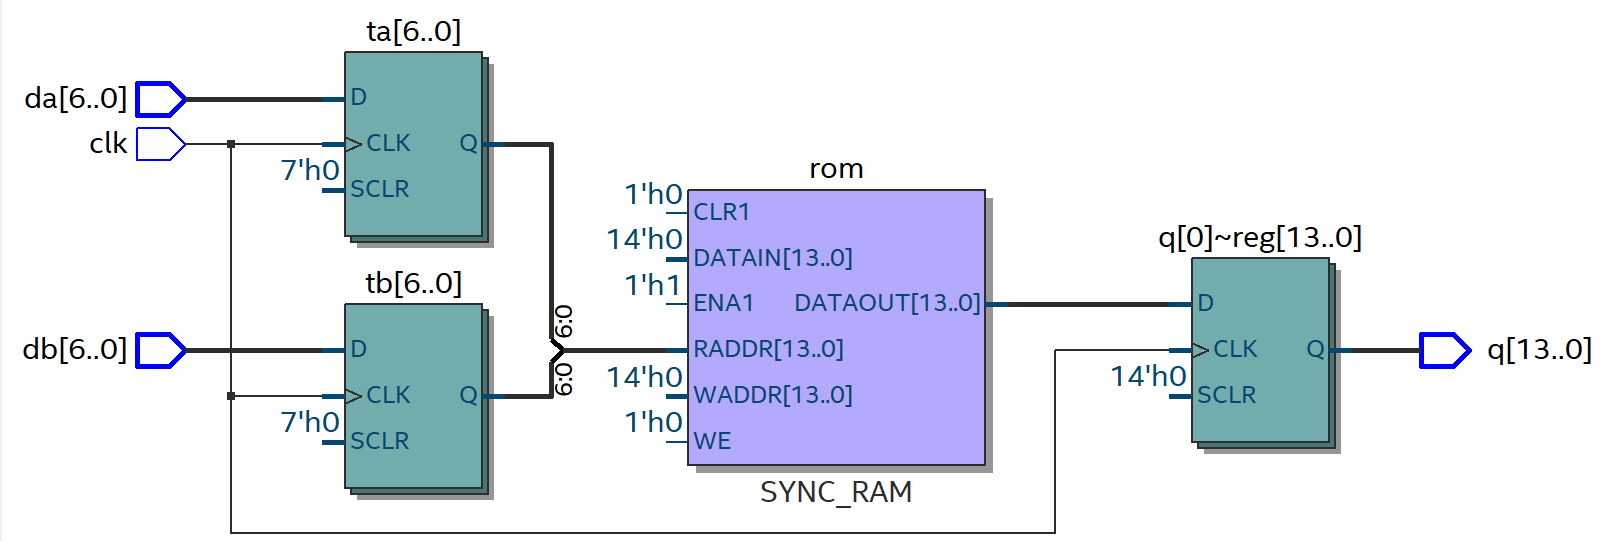 ta[6..0]
da[6..0]
D
clk
CLK
Q
7'h0
SCLR
tb[6..0]
db[6..0]
D
CLK
Q
7'h0
SCLR
6:0
6:0
rom
1'h0
CLR1
14'h0
DATAIN[13..0]
1'h1
ENA1
DATAOUT[13..0]
RADDR[13..0]
14'h0
WADDR[13..0]
1'h0
WE
SYNC_RAM
q[0]~reg[13..0]
D
CLK
Q
14'h0
SCLR
q[13..0]